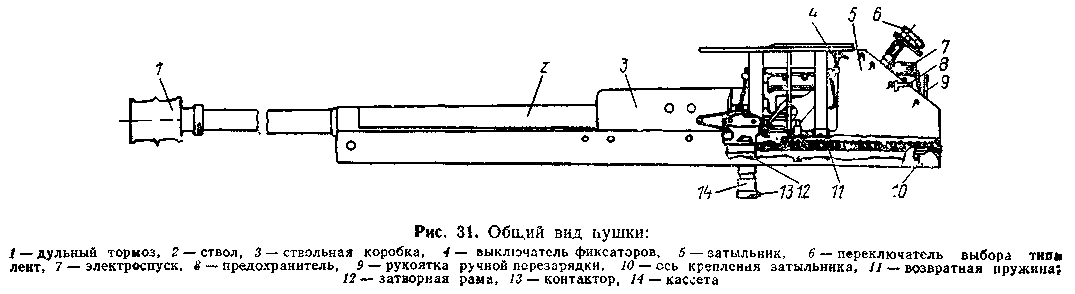 4 5 6
7
8
9
1 2 3
14 13 12 11 10
Рис. 31. Общий вид пушки:
1 — дульный тормоз, 2 — ствол, 3 — ствольная коробка, 4 — выключатель фиксаторов, 5 — затыльник, 6 — переключатель выбора типа
лент, 7 — электроспуск, 8 — предохранитель, 9 — рукоятка ручной перезарядки, 10 — ось крепления затыльника, 11 — возвратная пружина;
12 — затворная рама, 13 — контактор, 14 — кассета